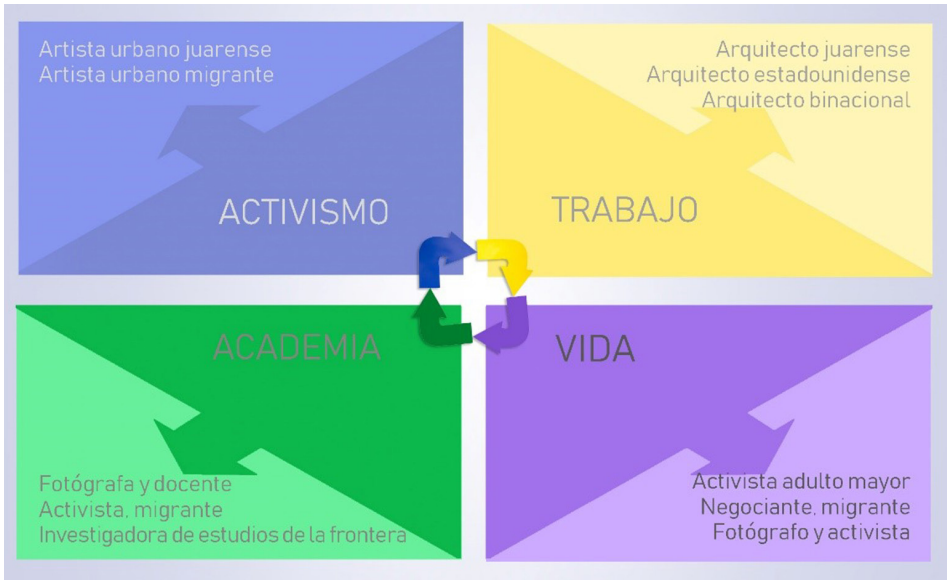 Artista urbano juarense
Artista urbano migrante
ACTIVISMO
Arquitecto juarense
Arquitecto estadounidense
Arquitecto binacional
TRABAJO
ACADEMIA
Fotógrafa y docente
Activista, migrante
Investigadora de estudios de la frontera
VIDA
Activista adulto mayor
Negociante, migrante
Fotógrafo y activista